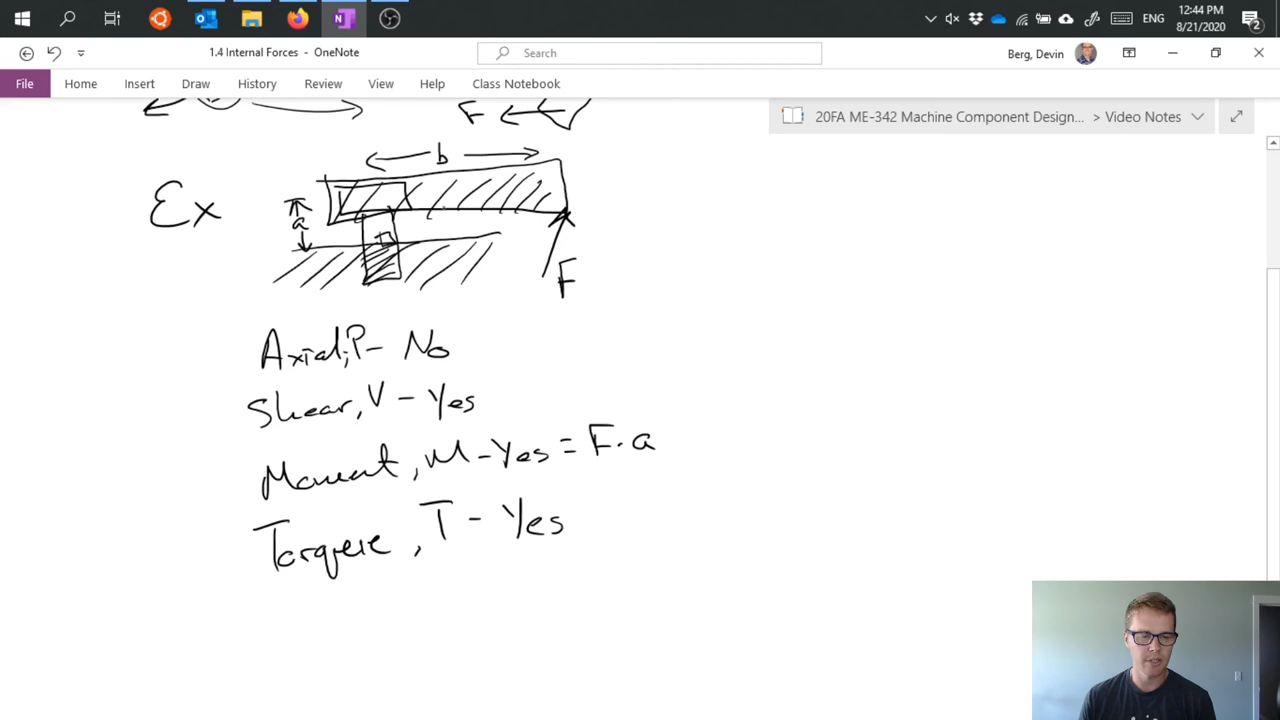 12:44 PM
ENG
8/21/2020
2
1.4 Internal Forces - OneNote
Search
Berg, Devin
File
Home
Insert
Draw
History
Review
View
Help
Class Notebook
20FA ME-342 Machine Component Design... > Video Notes
F
b
Ex
a
F
Axial, P - No
Shear, V - Yes
Moment, M - Yes = F · a
Torque, T - Yes